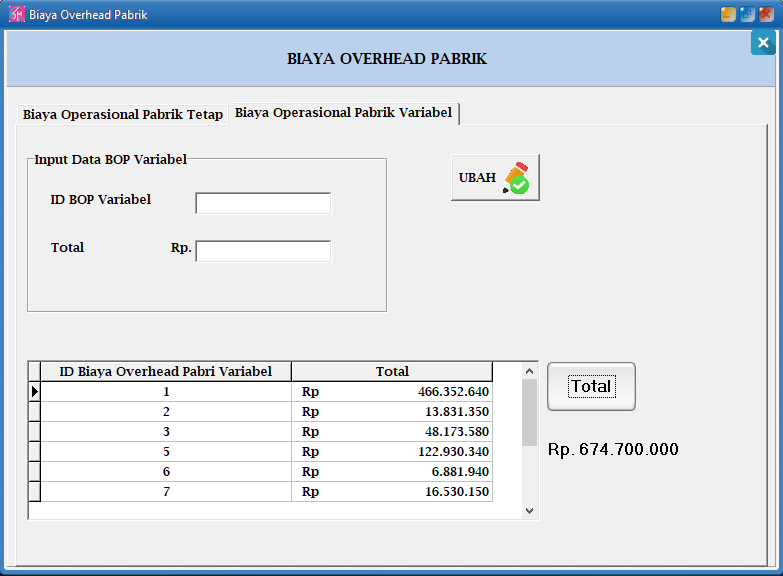 Biaya Overhead Pabrik
BIAYA OVERHEAD PABRIK
Biaya Operasional Pabrik Tetap Biaya Operasional Pabrik Variabel
Input Data BOP Variabel
ID BOP Variabel
Total Rp.
UBAH
ID Biaya Overhead Pabri Variabel Total
1 Rp 466.352.640
2 Rp 13.831.350
3 Rp 48.173.580
5 Rp 122.930.340
6 Rp 6.881.940
7 Rp 16.530.150
Total
Rp. 674.700.000